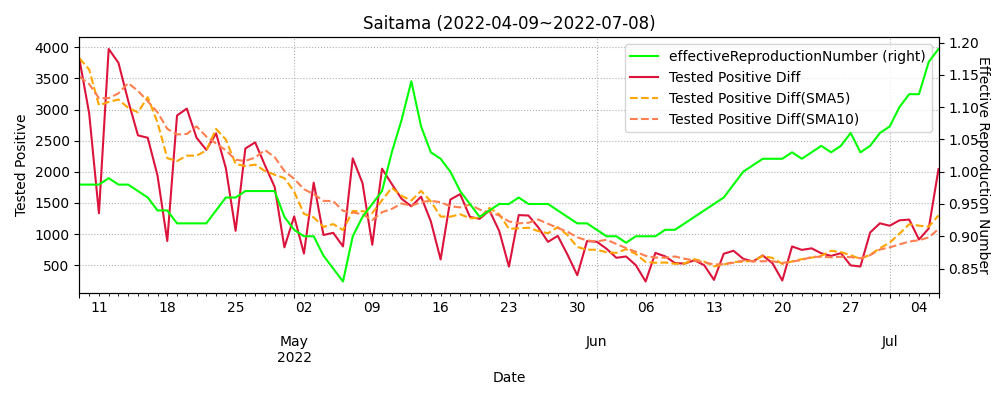 Saitama (2022-04-09~2022-07-08)
effectiveReproductionNumber (right)
Tested Positive Diff
Tested Positive Diff(SMA5)
Tested Positive Diff(SMA10)
Tested Positive
4000
3500
3000
2500
2000
1500
1000
500
Effective Reproduction Number
1.20
1.15
1.10
1.05
1.00
0.95
0.90
0.85
11 18 25 02 09 16 23 30 06 13 20 27 04
May Jun Jul
2022
Date